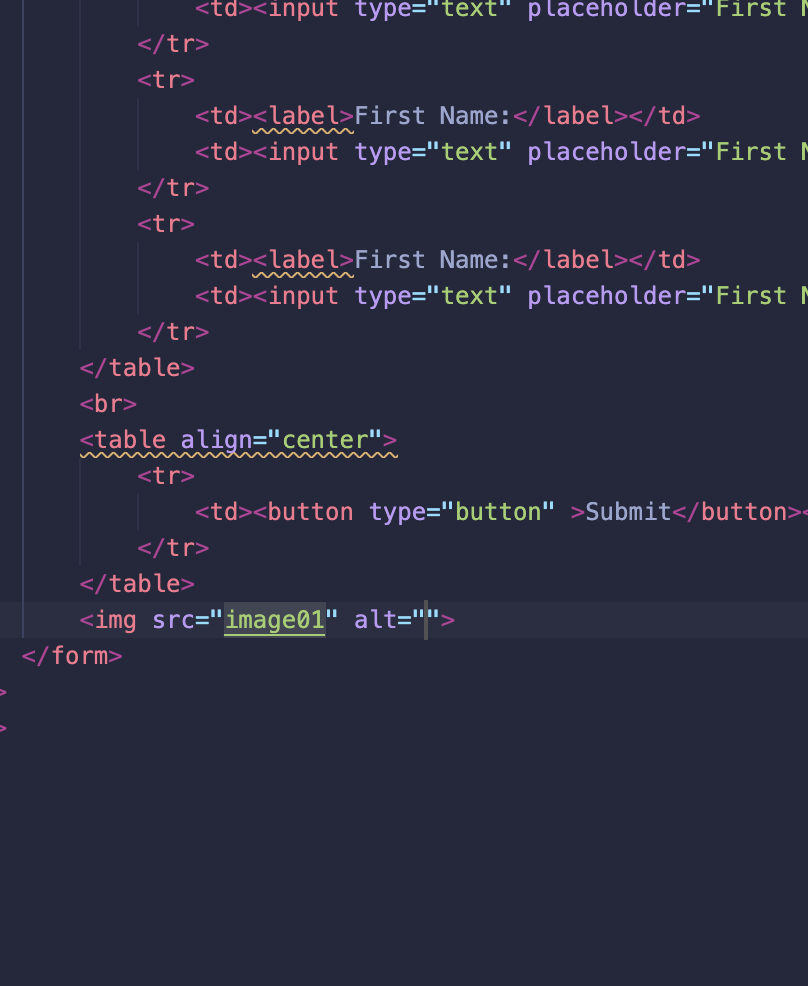 <td><input type="text" placeholder="First
</tr>
<tr>
<td><label>First Name:</label></td>
<td><input type="text" placeholder="First
</tr>
<tr>
<td><label>First Name:</label></td>
<td><input type="text" placeholder="First
</tr>
</table>
<br>
<table align="center">
<tr>
<td><button type="button" >Submit</button><
</tr>
</table>
<img src="image01" alt="">
</form>
>
>